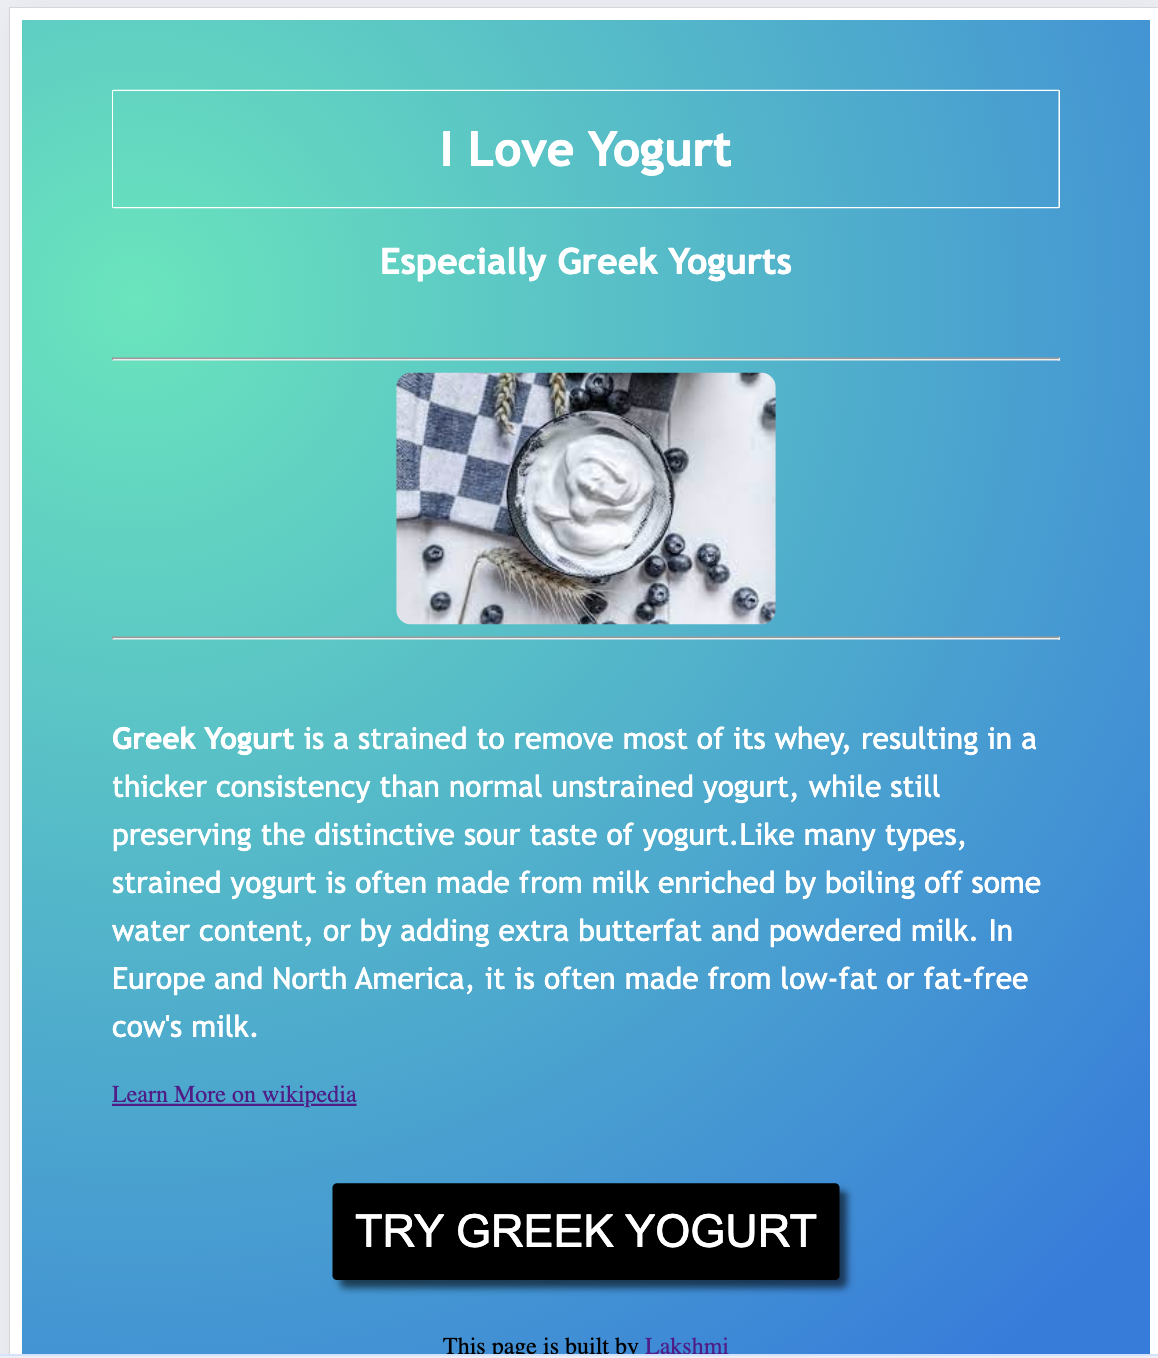 I Love Yogurt
Especially Greek Yogurts
Greek Yogurt is a strained to remove most of its whey, resulting in a
thicker consistency than normal unstrained yogurt, while still
preserving the distinctive sour taste of yogurt.Like many types,
strained yogurt is often made from milk enriched by boiling off some
water content, or by adding extra butterfat and powdered milk. In
Europe and North America, it is often made from low-fat or fat-free
cow's milk.
Learn More on wikipedia
TRY GREEK YOGURT
This page is built by Lakshmi